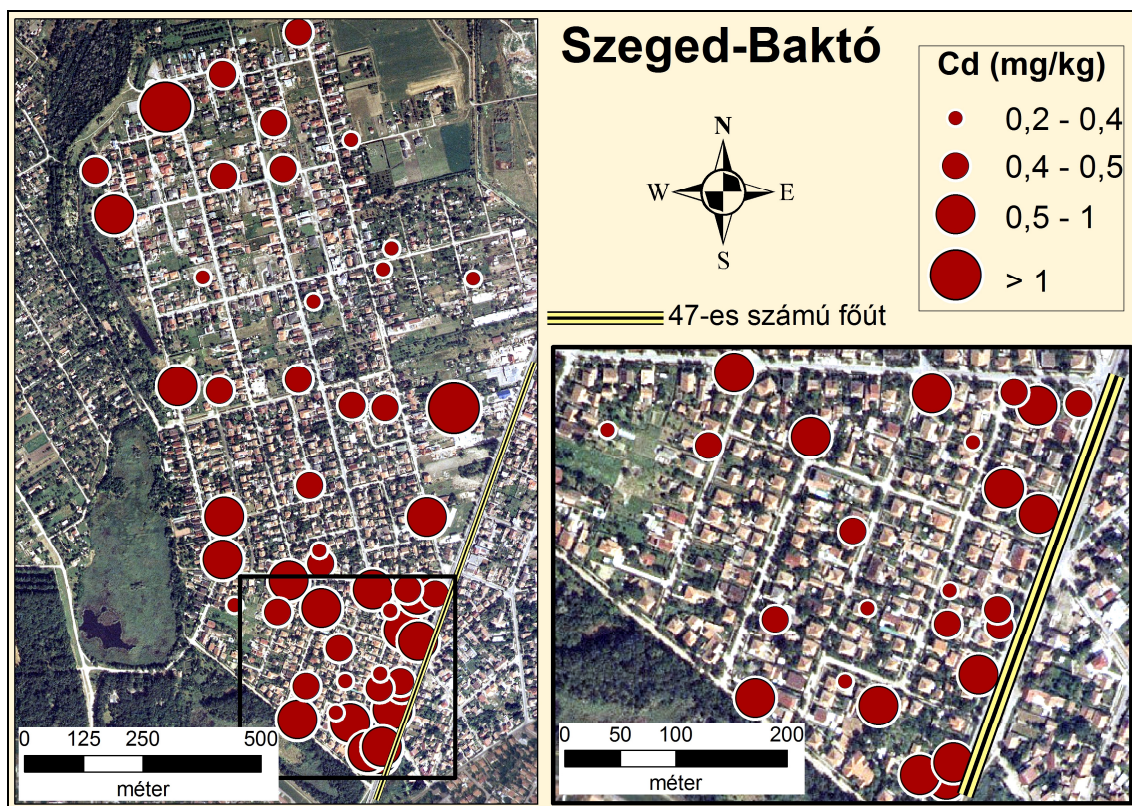 Szeged-Baktó
Cd (mg/kg)
0,2 - 0,4
0,4 - 0,5
0,5 - 1
> 1
N
W
E
S
47-es számú főút
0 125 250 500
méter
0 50 100 200
méter